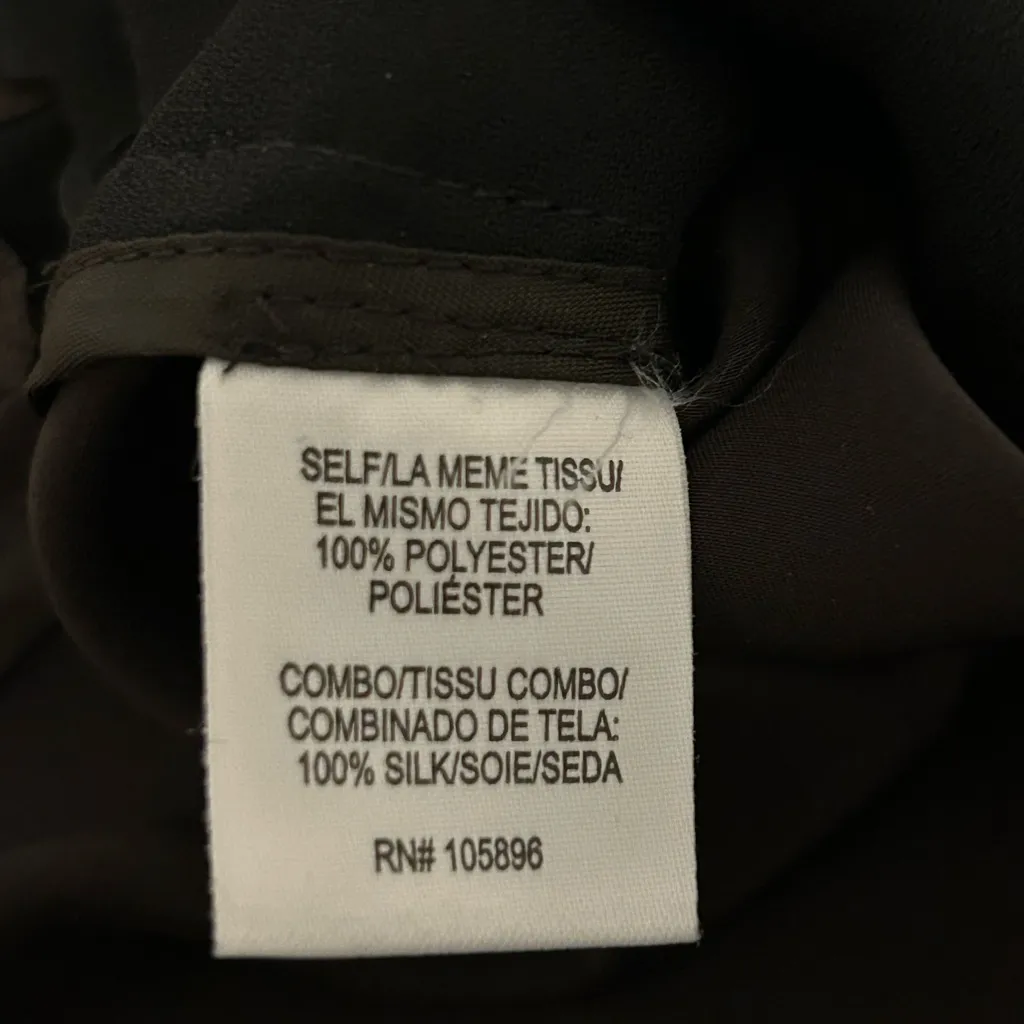 SELF/LA MEME TISSU/
EL MISMO TEJIDO:
100% POLYESTER/
POLIÉSTER
COMBO/TISSU COMBO/
COMBINADO DE TELA:
100% SILK/SOIE/SEDA
RN# 105896